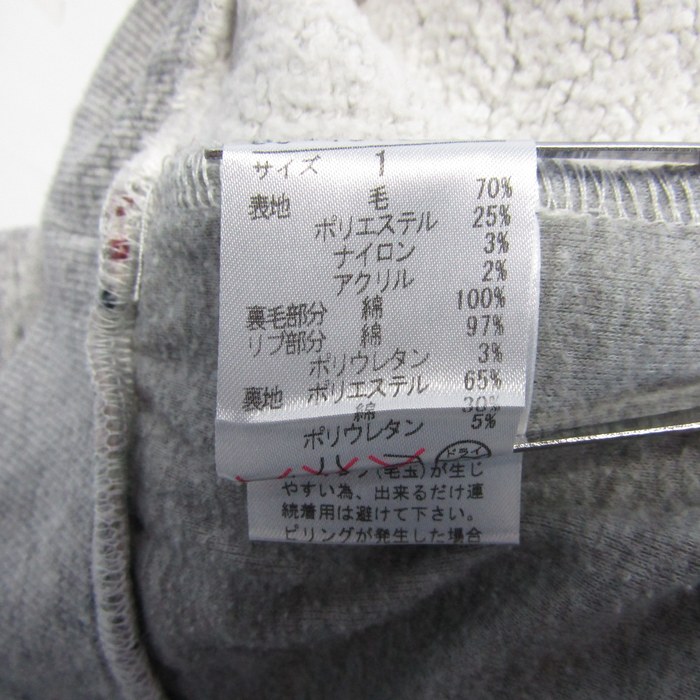 サイズ 1
表地 毛 70%
ポリエステル 25%
ナイロン 3%
アクリル 2%
裏毛部分 綿 100%
リブ部分 綿 97%
ポリウレタン 3%
裏地 ポリエステル 65%
綿 30%
ポリウレタン 5%
ドライ
(毛玉)が生じ
やすい為、出来るだけ連
続着用は避けて下さい。
ピリングが発生した場合